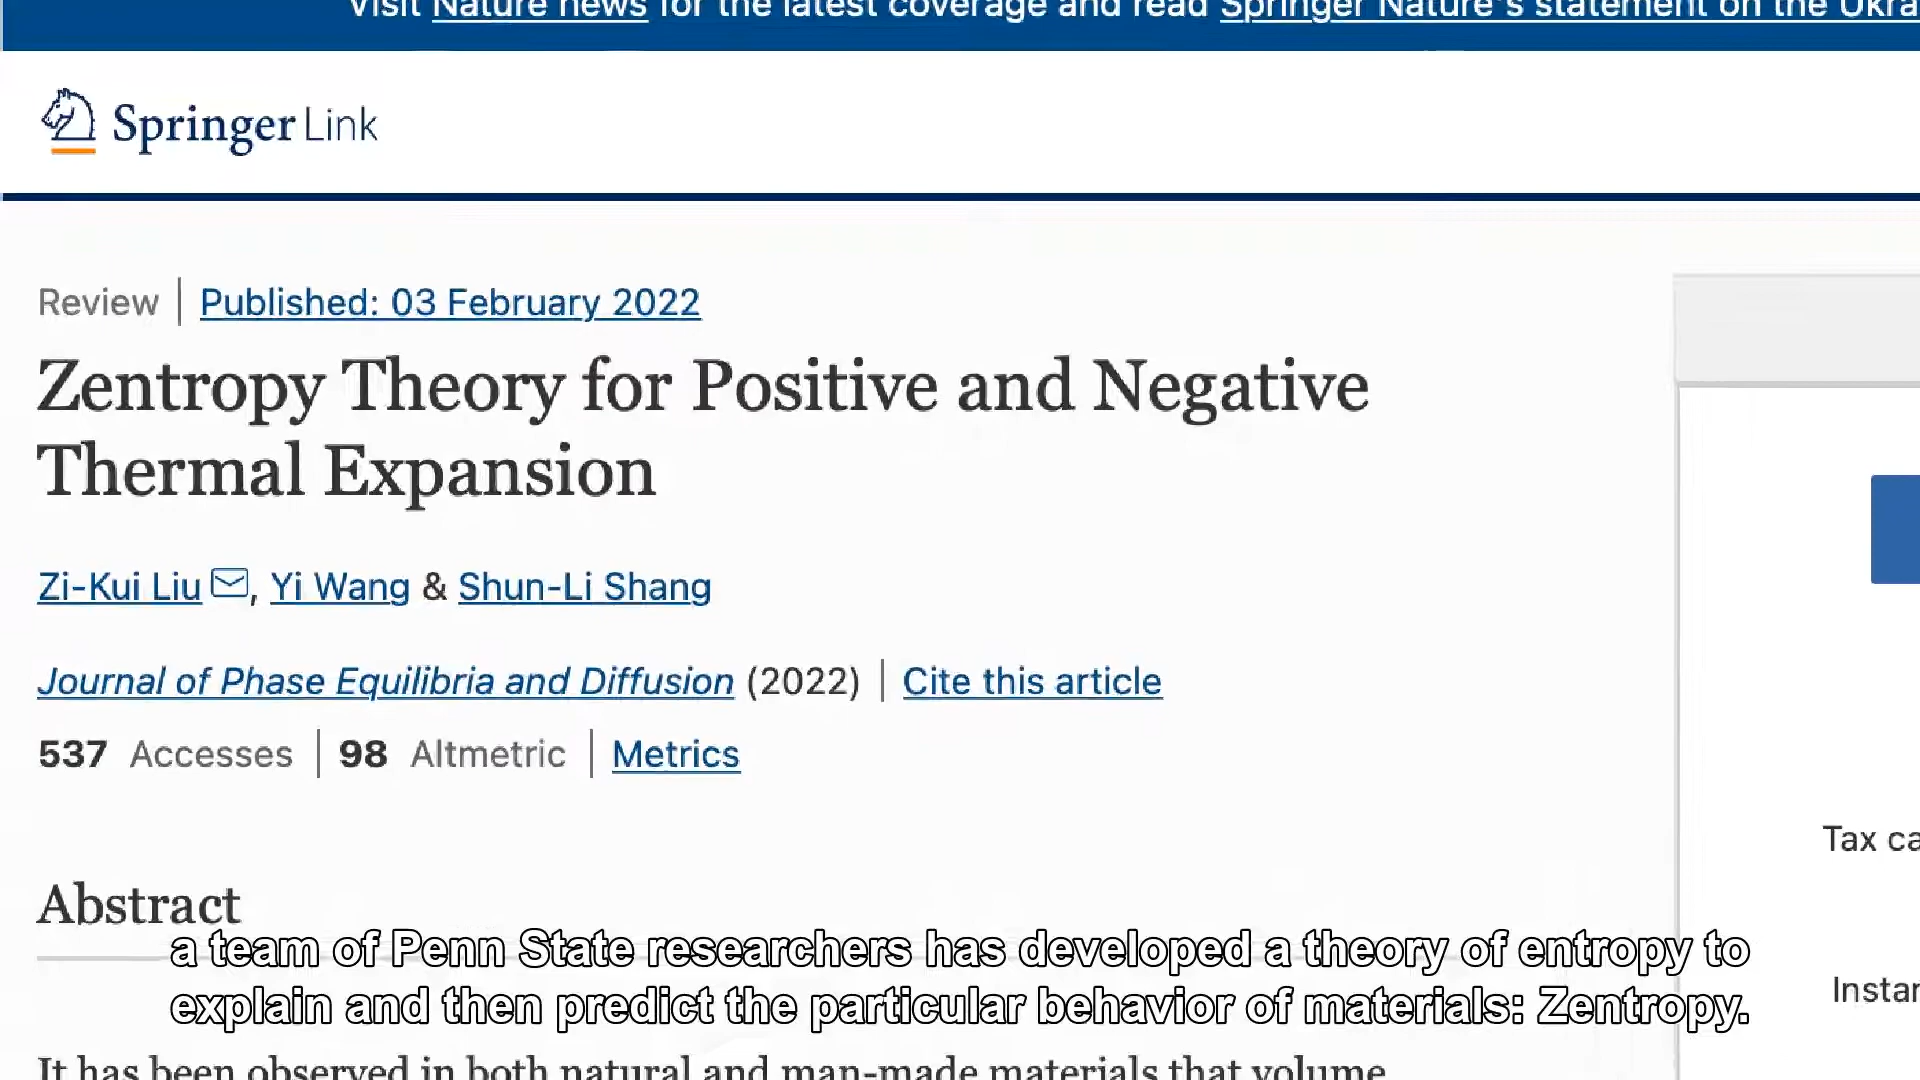 Visit Nature news for the latest coverage and read Springer Nature's statement on the Ukra
Springer Link
Review | Published: 03 February 2022
Zentropy Theory for Positive and Negative
Thermal Expansion
Zi-Kui Liu, Yi Wang & Shun-Li Shang
Journal of Phase Equilibria and Diffusion (2022) | Cite this article
537 Accesses | 98 Altmetric | Metrics
Tax ca
Abstract
a team of Penn State researchers has developed a theory of entropy to
explain and then predict the particular behavior of materials: Zentropy.
Instan
It has been observed in both natural and man-made materials that volume